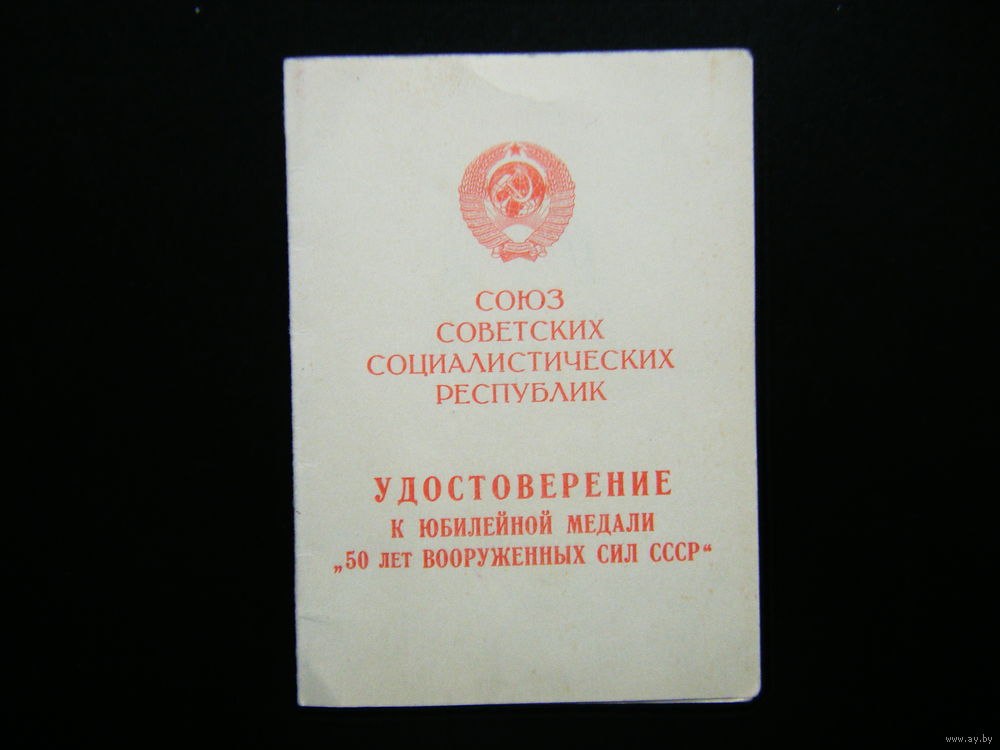 СОЮЗ
СОВЕТСКИХ
СОЦИАЛИСТИЧЕСКИХ
РЕСПУБЛИК
УДОСТОВЕРЕНИЕ
К ЮБИЛЕЙНОЙ МЕДАЛИ
„50 ЛЕТ ВООРУЖЕННЫХ СИЛ СССР“
www.ay.by